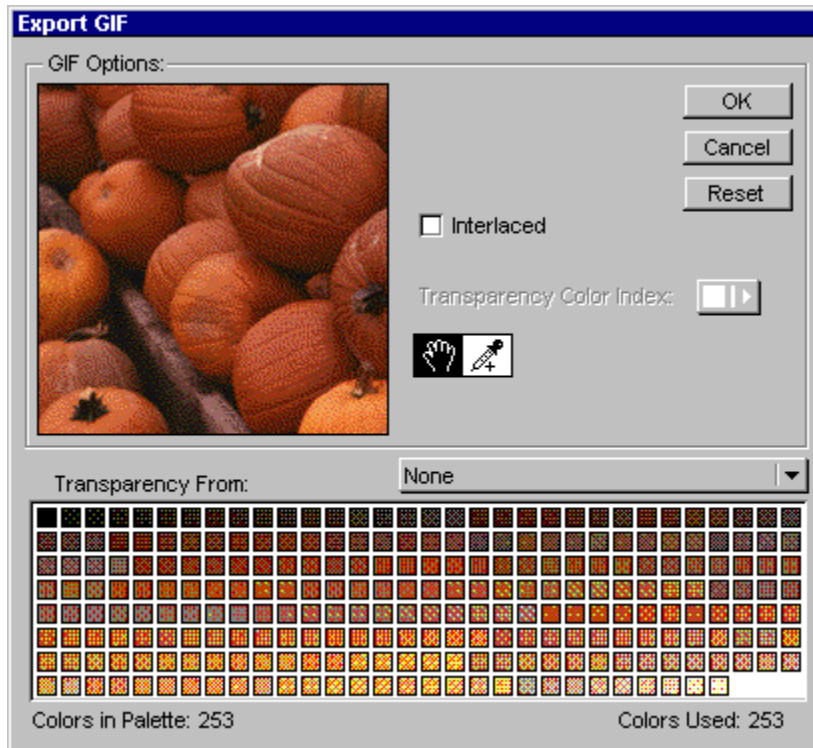 Export GIF
GIF Options:
OK
Cancel
Reset
Interlaced
Transparency Color Index:
Transparency From:
None
Colors in Palette: 253
Colors Used: 253